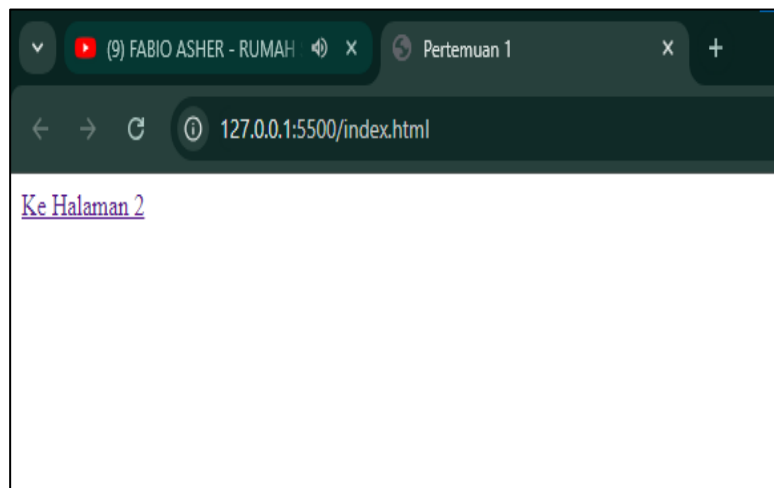 (9) FABIO ASHER - RUMAH
Pertemuan 1
127.0.0.1:5500/index.html
Ke Halaman 2